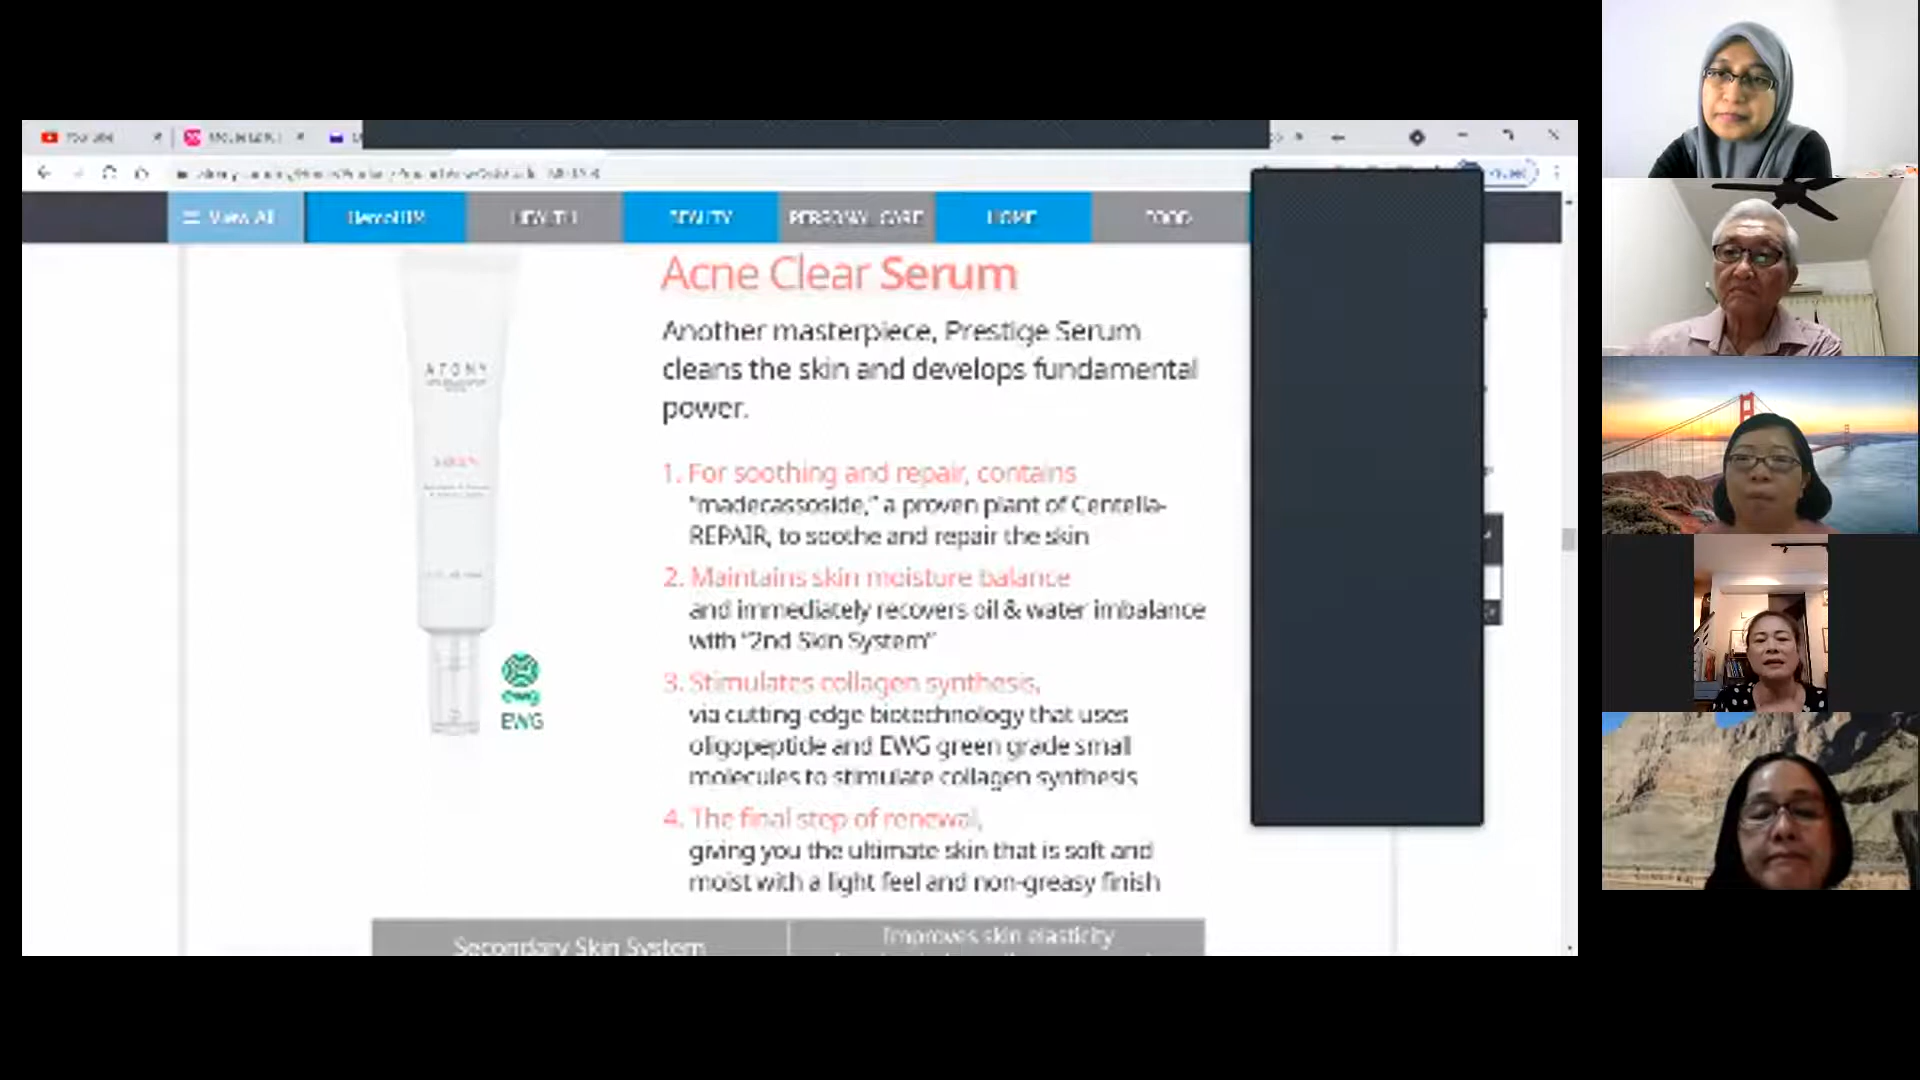 YouTube
View All
HemoHIM
HEALTH
BEAUTY
PERSONAL CARE
HOME
FOOD
Acne Clear Serum
Another masterpiece, Prestige Serum
cleans the skin and develops fundamental
power.
ATOMY
SERUM
1. For soothing and repair, contains
"madecassoside," a proven plant of Centella-
REPAIR, to soothe and repair the skin
2. Maintains skin moisture balance
and immediately recovers oil & water imbalance
with "2nd Skin System"
3. Stimulates collagen synthesis,
via cutting-edge biotechnology that uses
oligopeptide and EWG green grade small
molecules to stimulate collagen synthesis
4. The final step of renewal,
giving you the ultimate skin that is soft and
moist with a light feel and non-greasy finish
ewg
EWG
Secondary Skin System
Improves skin elasticity